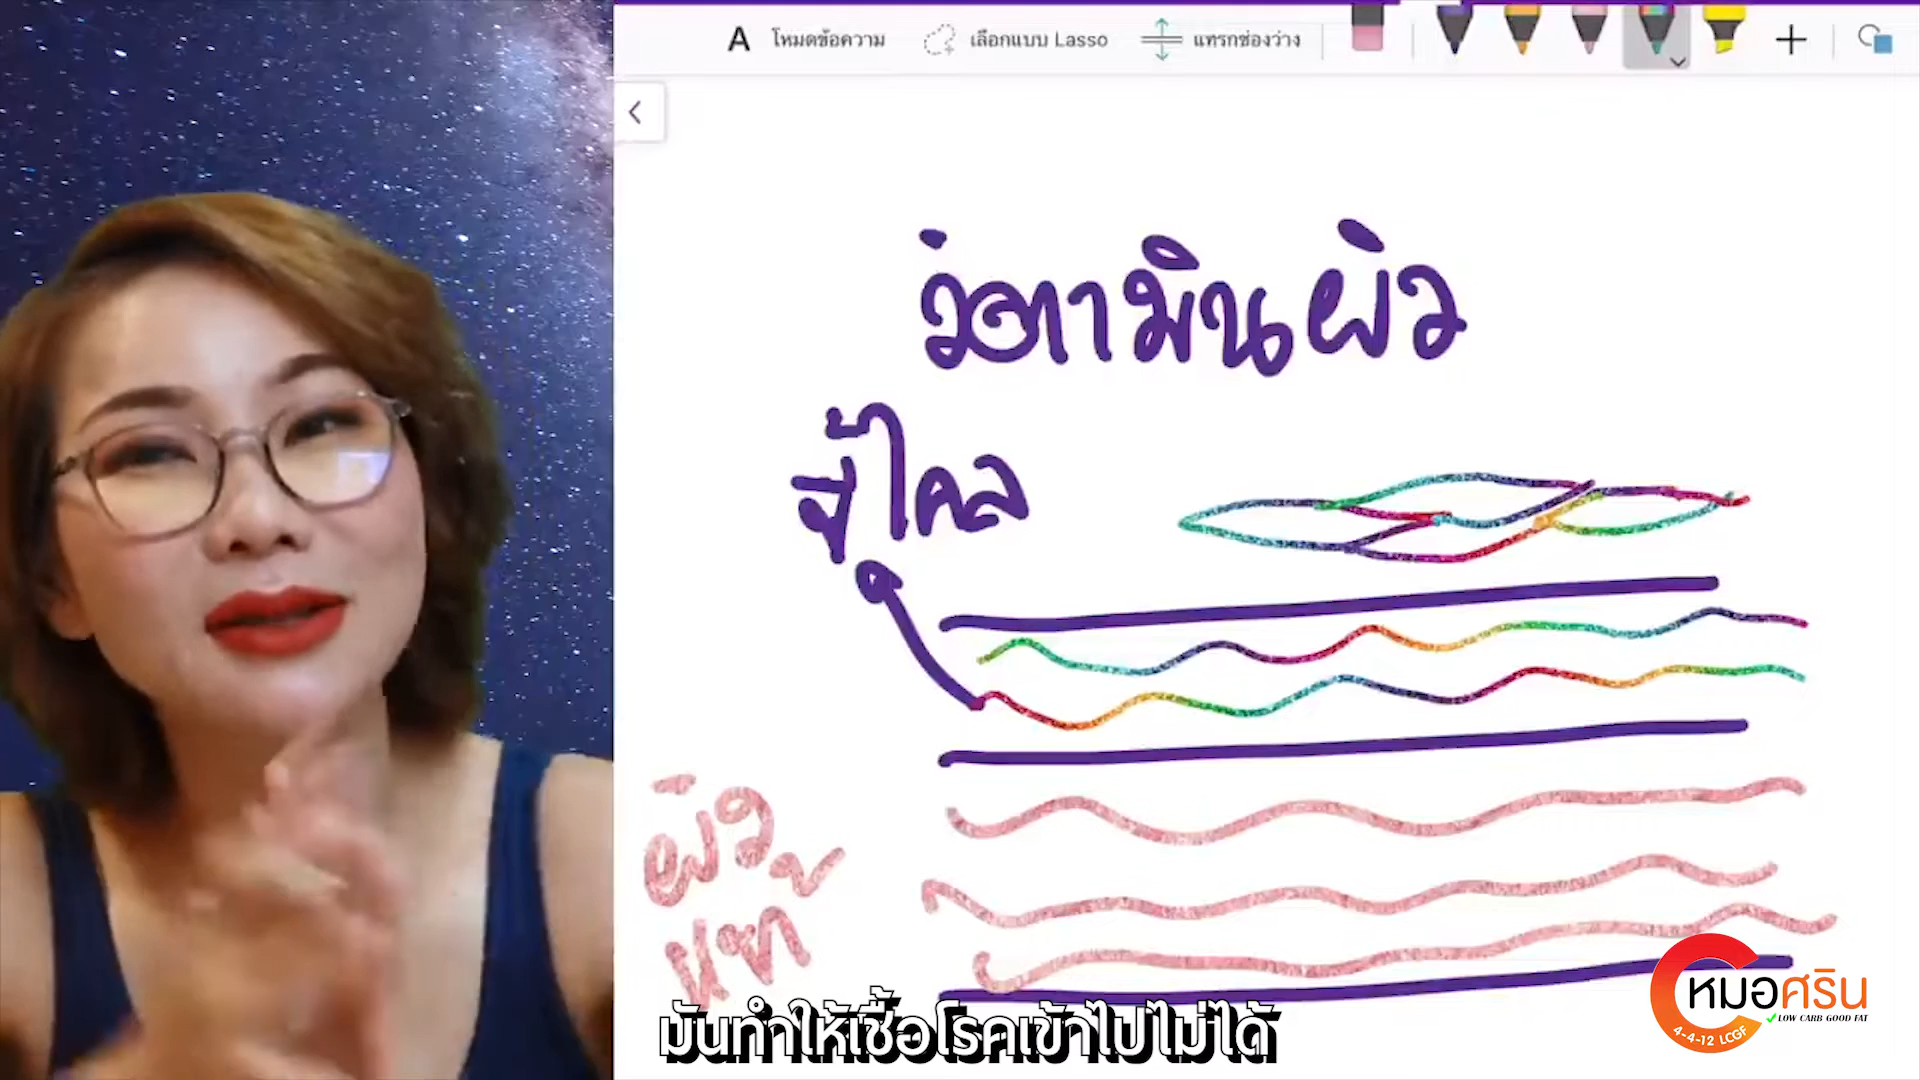 A โหมดข้อความ เลือกแบบ Lasso แทรกช่องว่าง
วิตามินผิว
ขี้ไคล
ผิว
แท้
มันทำให้เชื้อโรคเข้าไปไม่ได้
หมอศริน
LOW CARB GOOD FAT
4-4-12 LCGF